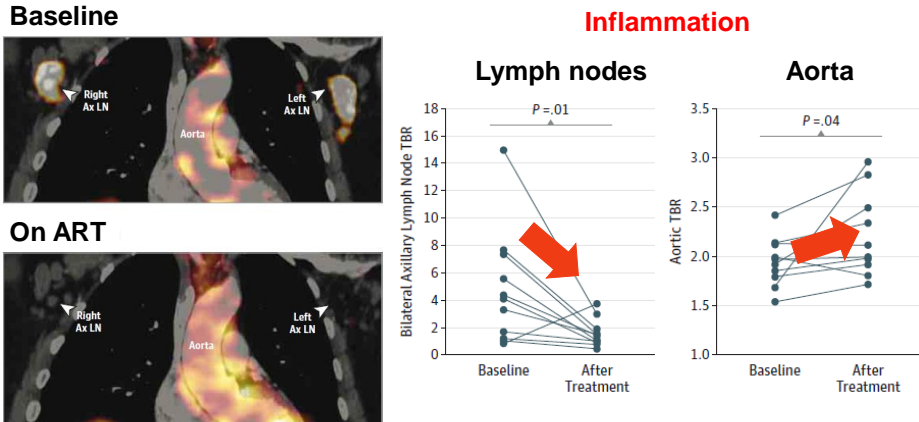 Baseline
Right
Ax LN
Left
Ax LN
Aorta
On ART
Right
Ax LN
Left
Ax LN
Aorta
Inflammation
Lymph nodes
Bilateral Axillary Lymph Node TBR
18
16
14
12
10
8
6
4
2
0
P =.01
Baseline
After
Treatment
Aorta
Aortic TBR
3.5
3.0
2.5
2.0
1.5
1.0
P =.04
Baseline
After
Treatment